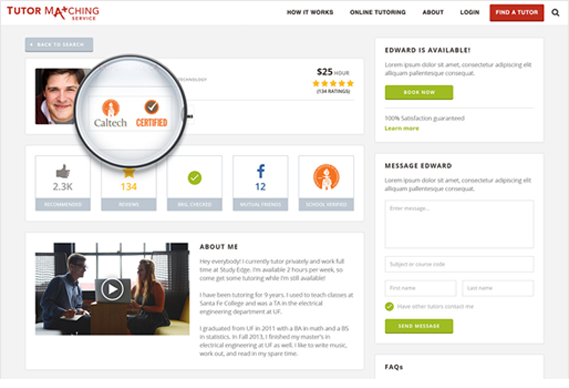 TUTOR MATCHING
SERVICE
HOW IT WORKS
ONLINE TUTORING
ABOUT
LOGIN
FIND A TUTOR
BACK TO SEARCH
TECHNOLOGY
Caltech
CERTIFIED
$25 HOUR
(134 RATINGS)
2.3K
RECOMMENDED
134
REVIEWS
BKG. CHECKED
12
MUTUAL FRIENDS
SCHOOL VERIFIED
ABOUT ME
Hey everybody! I currently tutor privately and work full
time at Study Edge. I'm available 2 hours per week, so
come get some tutoring while I'm still available!
I have been tutoring for 9 years. I used to teach classes at
Santa Fe College and was a TA in the electrical
engineering department at UF.
I graduated from UF in 2011 with a BA in math and a BS
in statistics. In Fall 2013, I finished my master's in
electrical engineering at UF as well. I like to write music,
work out, and read in my spare time.
EDWARD IS AVAILABLE!
Lorem ipsum dolor sit amet, consectetur adipiscing
elit aliquam pellentesque consequat.
BOOK NOW
100% Satisfaction guaranteed
Learn more
MESSAGE EDWARD
Lorem ipsum dolor sit amet, consectetur adipiscing
elit aliquam pellentesque consequat.
Enter message...
Subject or course code
First name
Last name
Have other tutors contact me
SEND MESSAGE
FAQs